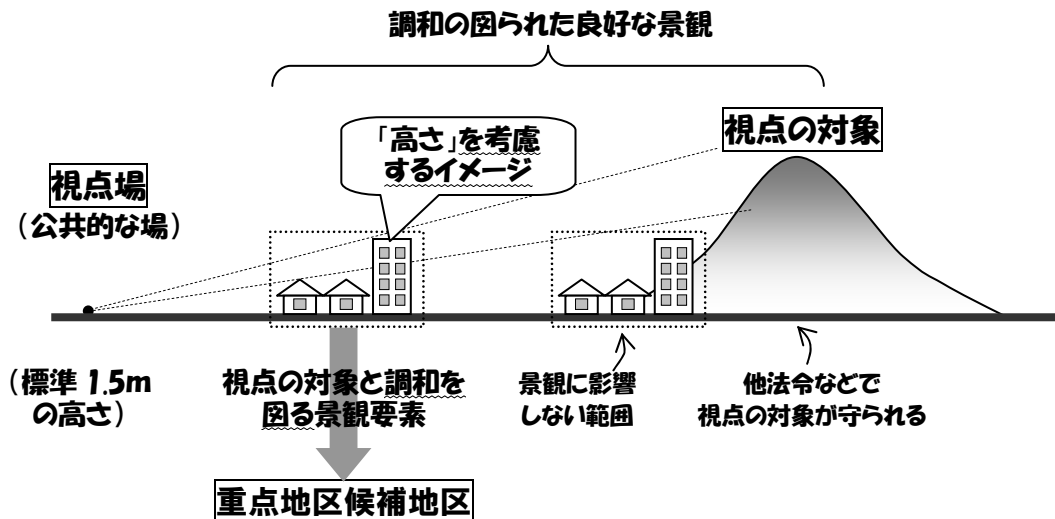 調和の図られた良好な景観
「高さ」を考慮
するイメージ
視点の対象
視点場
(公共的な場)
(標準 1.5m
の高さ)
視点の対象と調和を
図る景観要素
景観に影響
しない範囲
他法令などで
視点の対象が守られる
重点地区候補地区